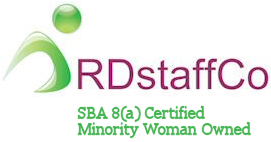 RDstaffCo
SBA 8(a) Certified
Minority Woman Owned